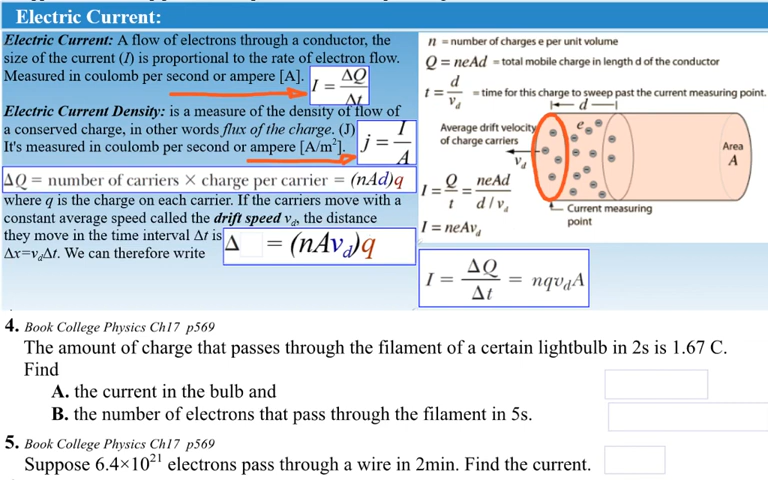 Electric Current:
Electric Current: A flow of electrons through a conductor, the
size of the current (I) is proportional to the rate of electron flow.
Measured in coulomb per second or ampere [A].
I = ΔQ/Δt
Electric Current Density: is a measure of the density of flow of
a conserved charge, in other words flux of the charge. (J)
It's measured in coulomb per second or ampere [A/m²].
j = I/A
ΔQ = number of carriers × charge per carrier = (nAd)q
where q is the charge on each carrier. If the carriers move with a
constant average speed called the drift speed v_d, the distance
they move in the time interval Δt is
Δx=v_dΔt. We can therefore write
Δ = (nAv_d)q
n = number of charges e per unit volume
Q = neAd = total mobile charge in length d of the conductor
t = d/v_d = time for this charge to sweep past the current measuring point.
d
Average drift velocity
of charge carriers
v_d
e
Area
A
Current measuring
point
I = Q/t = neAd/d/v_d
I = neAv_d
I = ΔQ/Δt = nqv_dA
4. Book College Physics Ch17 p569
The amount of charge that passes through the filament of a certain lightbulb in 2s is 1.67 C.
Find
A. the current in the bulb and
B. the number of electrons that pass through the filament in 5s.
5. Book College Physics Ch17 p569
Suppose 6.4×10²¹ electrons pass through a wire in 2min. Find the current.